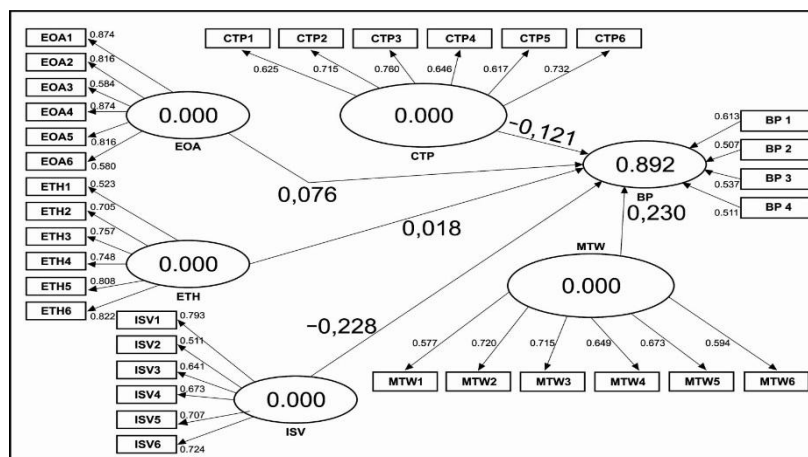 EOA1
0.874
EOA2
0.816
EOA3
0.584
EOA4
0.874
EOA5
0.816
EOA6
0.580
0.000
EOA
CTP1
CTP2
CTP3
CTP4
CTP5
CTP6
0.625
0.715
0.760
0.646
0.617
0.732
0.000
CTP
−0,121
0,076
0.892
BP
0.613
BP 1
0.507
BP 2
0.537
BP 3
0.511
BP 4
ETH1
0.523
ETH2
0.705
ETH3
0.757
ETH4
0.748
ETH5
0.808
ETH6
0.822
0.000
ETH
0,018
0,230
MTW
0.000
0.577
0.720
0.715
0.649
0.673
0.594
MTW1
MTW2
MTW3
MTW4
MTW5
MTW6
−0,228
ISV1
0.793
ISV2
0.511
ISV3
0.641
ISV4
0.673
ISV5
0.707
ISV6
0.724
0.000
ISV